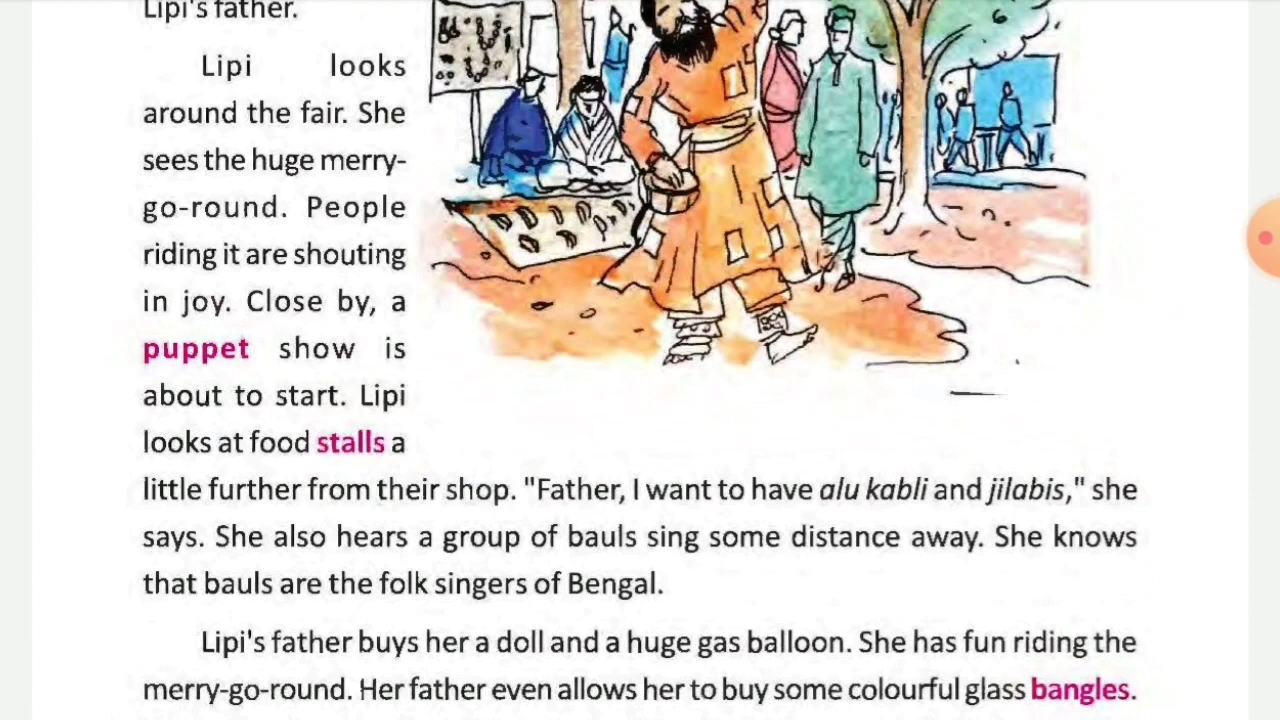 Lipi's father.
Lipi looks
around the fair. She
sees the huge merry-
go-round. People
riding it are shouting
in joy. Close by, a
puppet show is
about to start. Lipi
looks at food stalls a
little further from their shop. "Father, I want to have alu kabli and jilabis," she
says. She also hears a group of bauls sing some distance away. She knows
that bauls are the folk singers of Bengal.
Lipi's father buys her a doll and a huge gas balloon. She has fun riding the
merry-go-round. Her father even allows her to buy some colourful glass bangles.